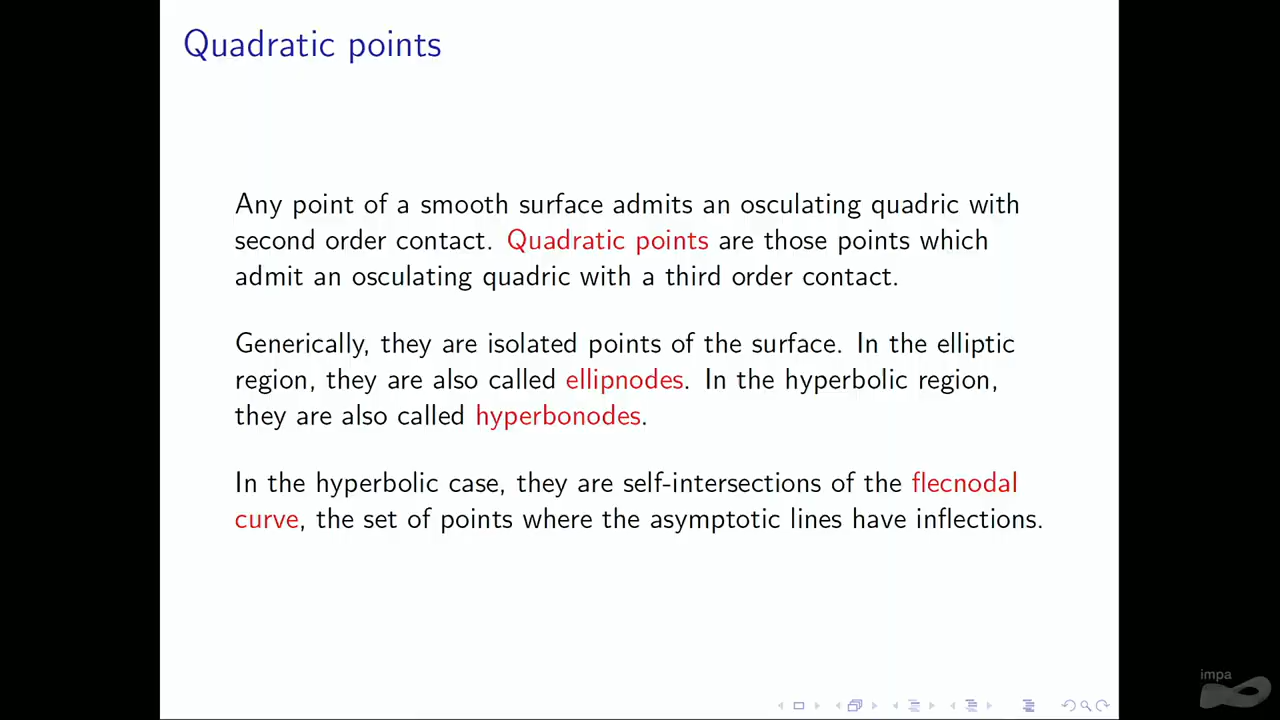 Quadratic points
Any point of a smooth surface admits an osculating quadric with
second order contact. Quadratic points are those points which
admit an osculating quadric with a third order contact.
Generically, they are isolated points of the surface. In the elliptic
region, they are also called ellipnodes. In the hyperbolic region,
they are also called hyperbonodes.
In the hyperbolic case, they are self-intersections of the flecnodal
curve, the set of points where the asymptotic lines have inflections.
impa